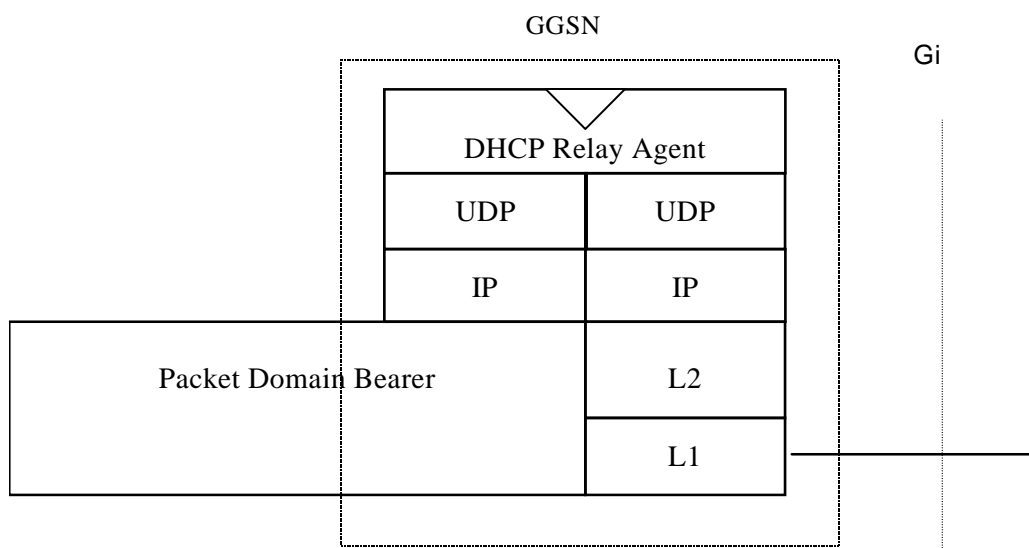 GGSN
Gi
DHCP Relay Agent
UDP UDP
IP IP
Packet Domain Bearer L2
L1